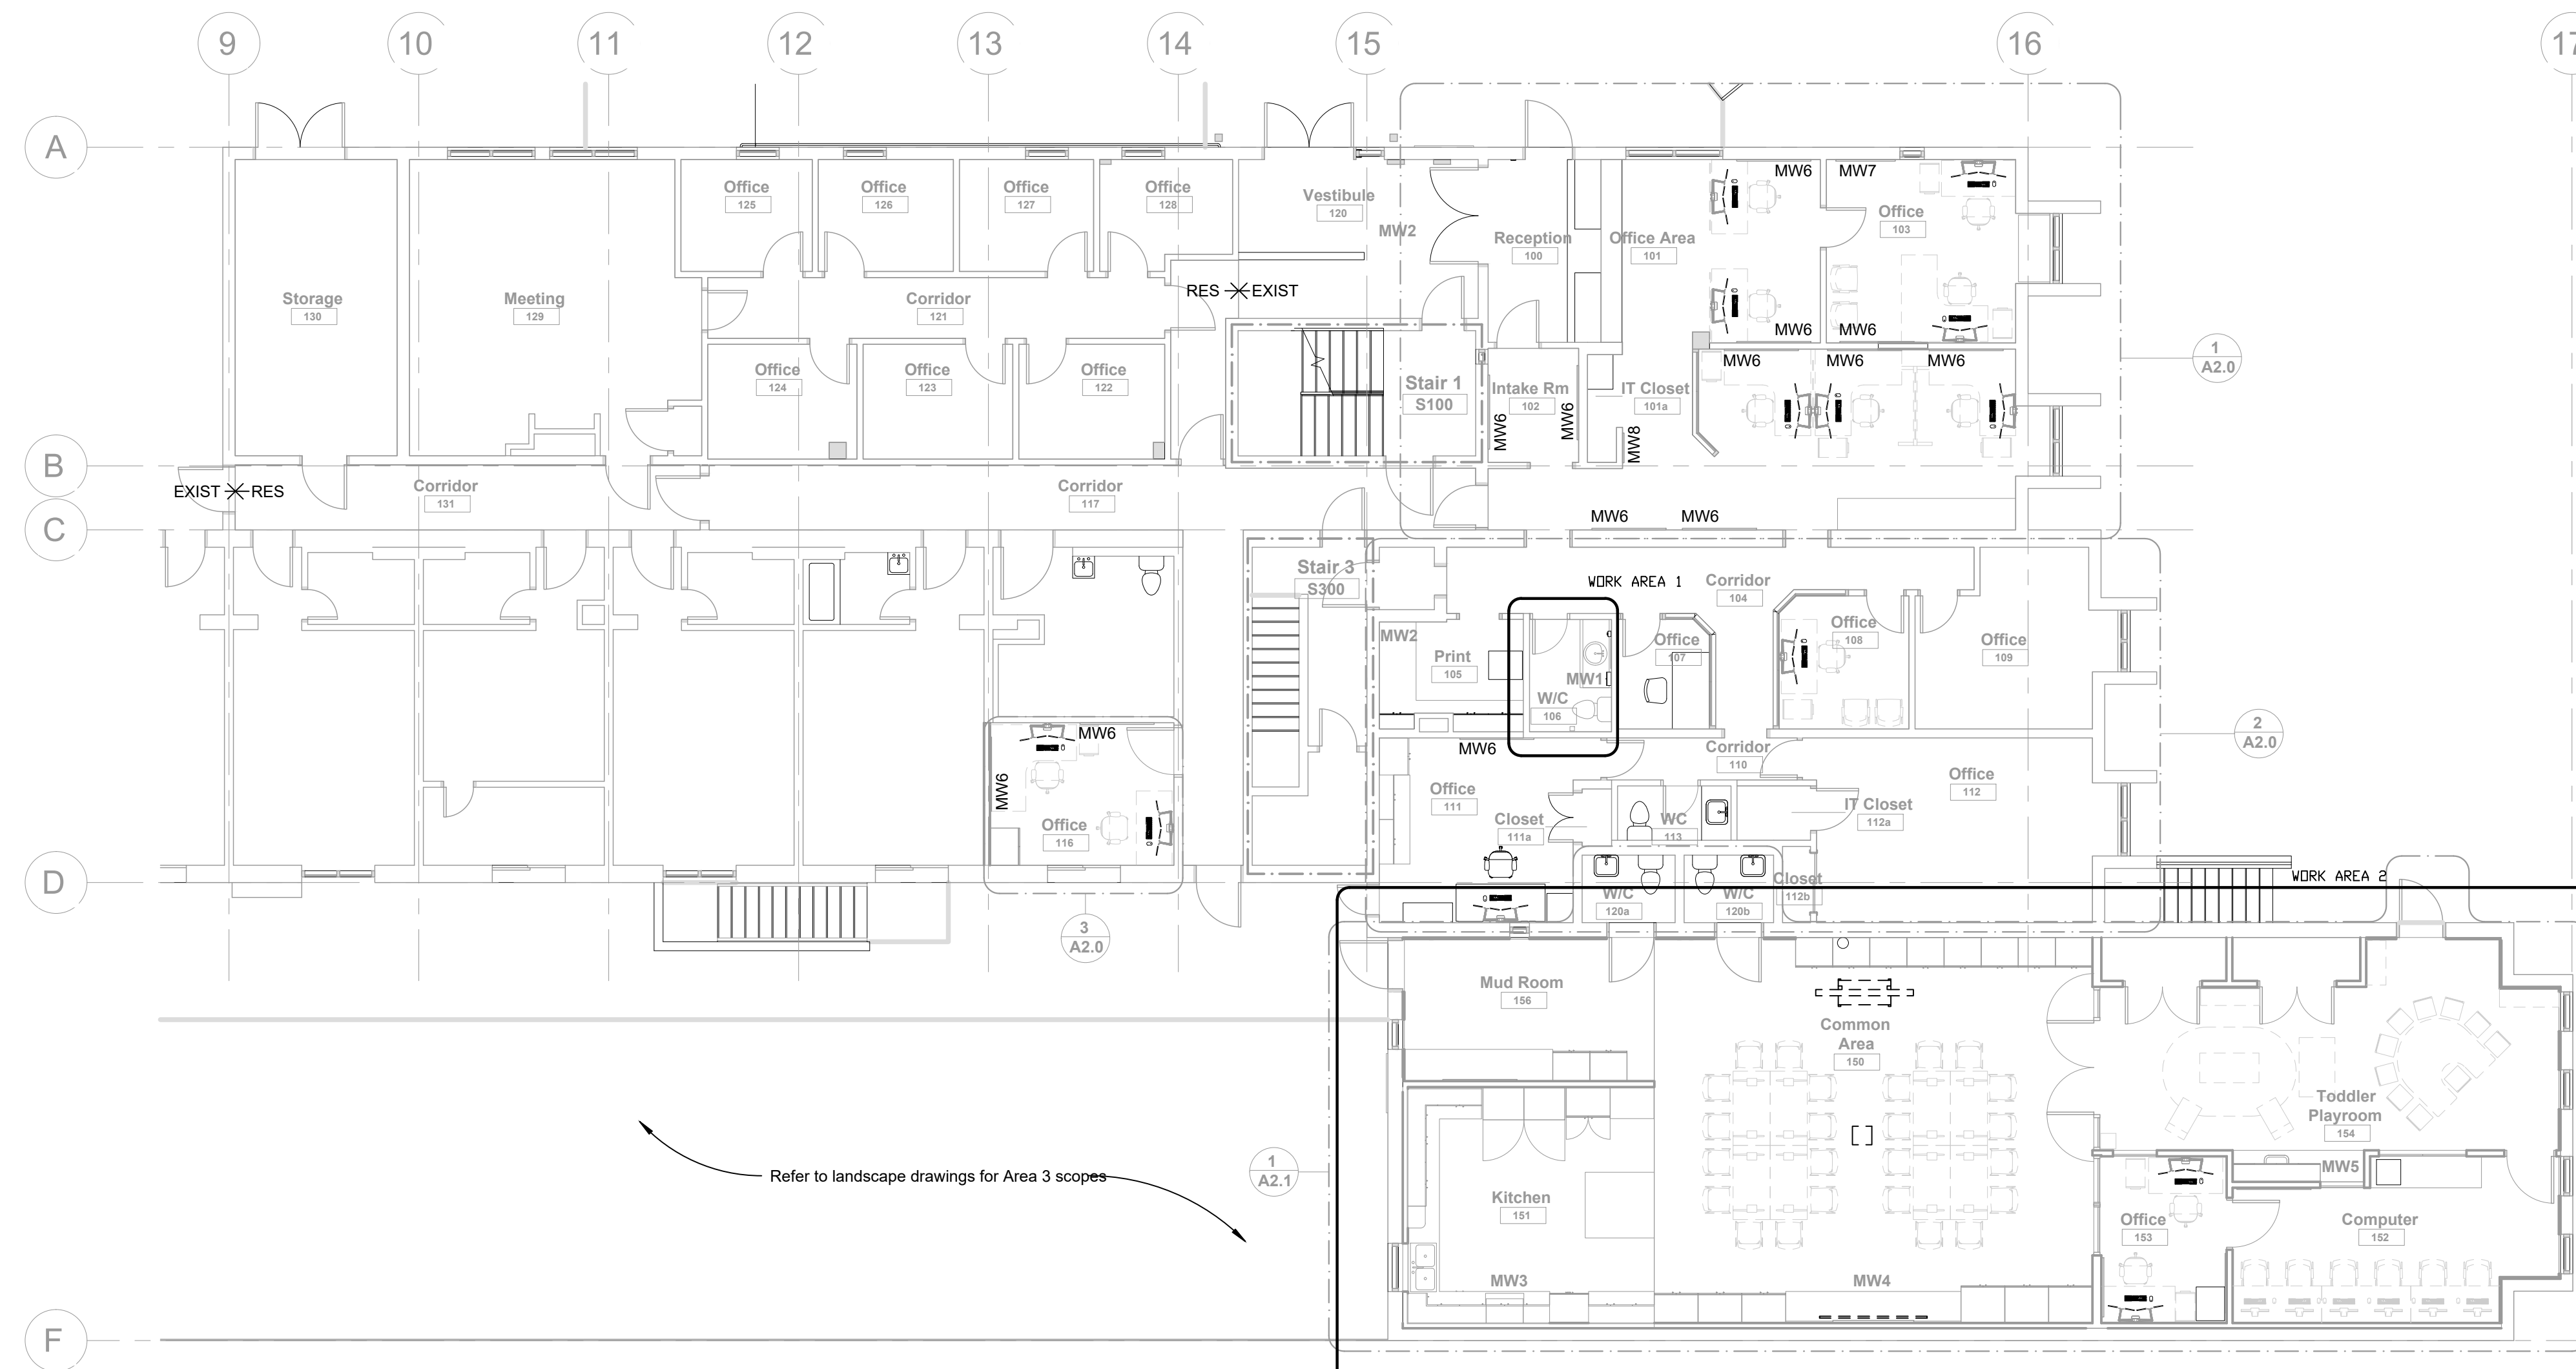 9
10
11
12
13
14
15
16
A
Office
125
Office
126
Office
127
Office
128
Vestibule
120
MW2
Reception
100
Office Area
101
MW6
MW7
Office
103
Storage
130
Meeting
129
Corridor
121
RES
EXIST
MW6
MW6
1
A2.0
Office
124
Office
123
Office
122
Stair 1
S100
Intake Rm
102
MW6
MW6
IT Closet
101a
MW8
MW6
MW6
MW6
B
EXIST
RES
Corridor
131
Corridor
117
C
MW6
MW6
Stair 3
S300
WORK AREA 1
Corridor
104
MW2
Print
105
MW1
W/C
106
Office
107
Office
108
Office
109
MW6
MW6
Office
116
MW6
Office
111
Closet
111a
WC
113
Corridor
110
IT Closet
112a
Office
112
2
A2.0
D
3
A2.0
W/C
120a
W/C
120b
Closet
112b
WORK AREA 2
Mud Room
156
Common
Area
150
Toddler
Playroom
154
Refer to landscape drawings for Area 3 scopes
1
A2.1
Kitchen
151
MW3
MW4
MW5
Office
153
Computer
152
F